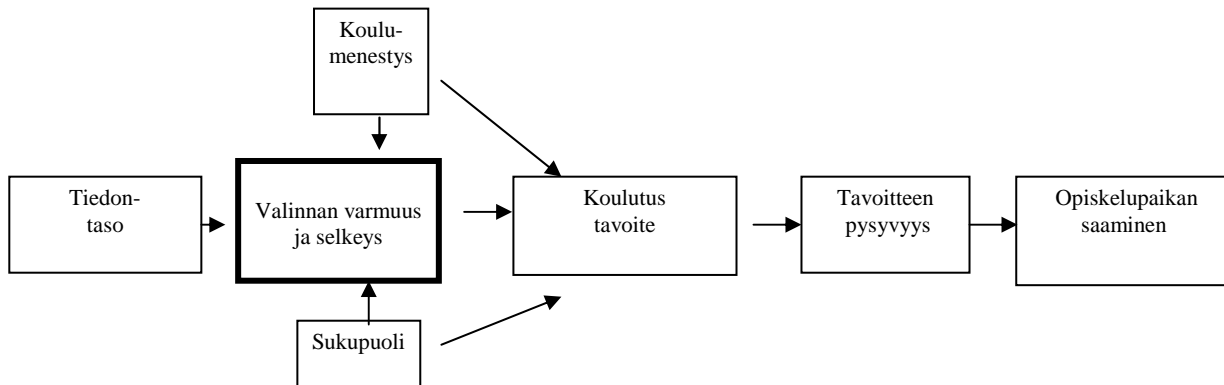 Koulu-
menestys
Tiedon-
taso
Valinnan varmuus
ja selkeys
Koulutus
tavoite
Tavoitteen
pysyvyys
Opiskelupaikan
saaminen
Sukupuoli